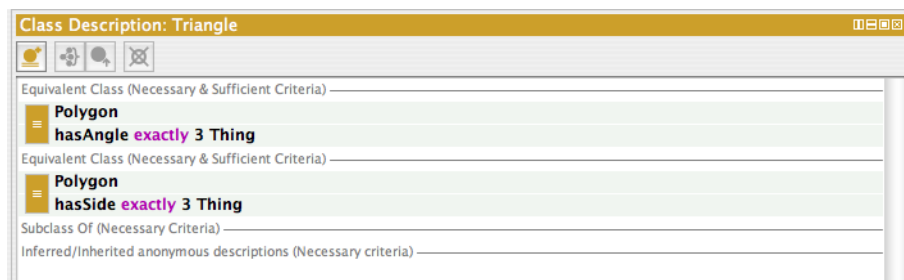 Class Description: Triangle
Equivalent Class (Necessary & Sufficient Criteria)
Polygon
hasAngle exactly 3 Thing
Equivalent Class (Necessary & Sufficient Criteria)
Polygon
hasSide exactly 3 Thing
Subclass Of (Necessary Criteria)
Inferred/Inherited anonymous descriptions (Necessary criteria)